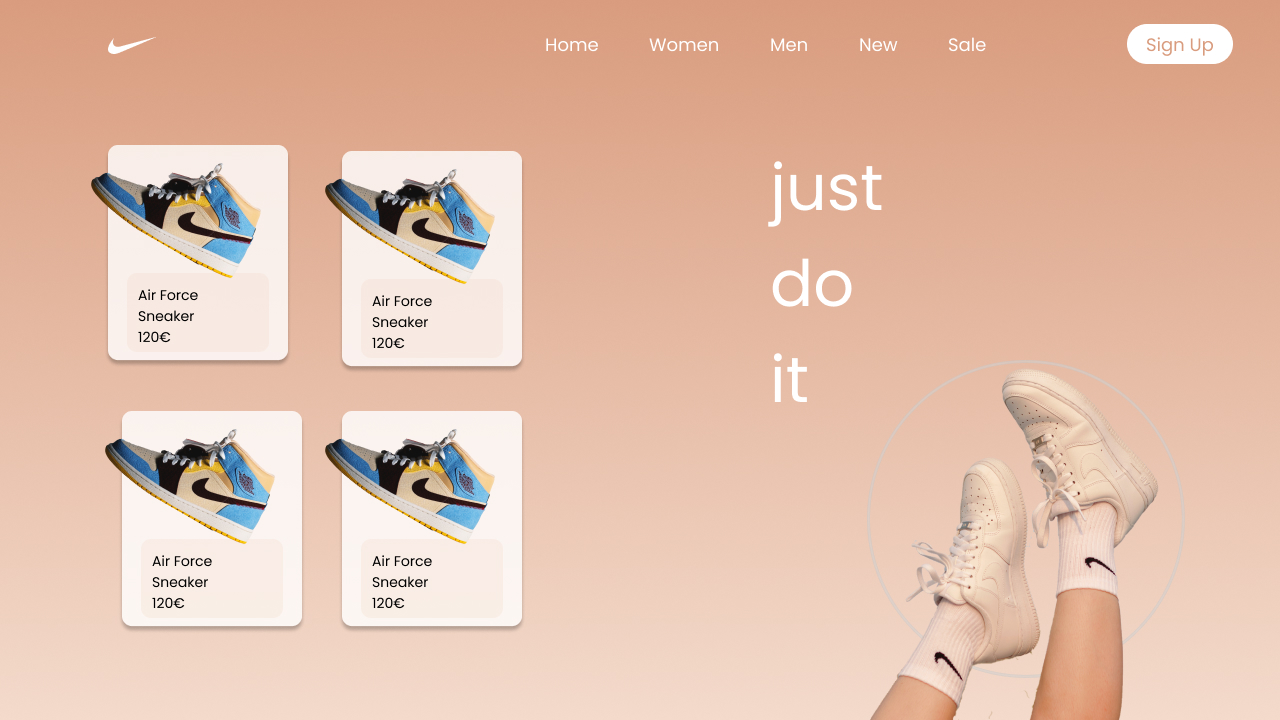 Home Women Men New Sale Sign Up
just
do
it
Air Force
Sneaker
120€
Air Force
Sneaker
120€
Air Force
Sneaker
120€
Air Force
Sneaker
120€